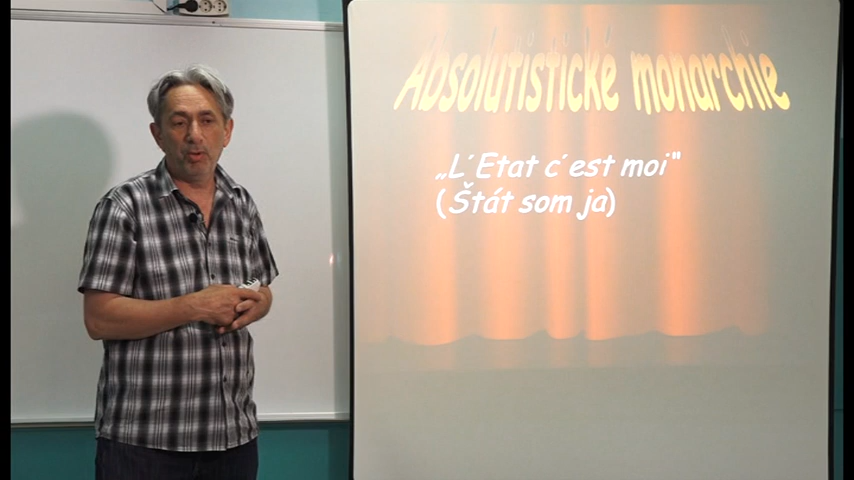 Absolutistické monarchie
„L´Etat c´est moi“
(Štát som ja)